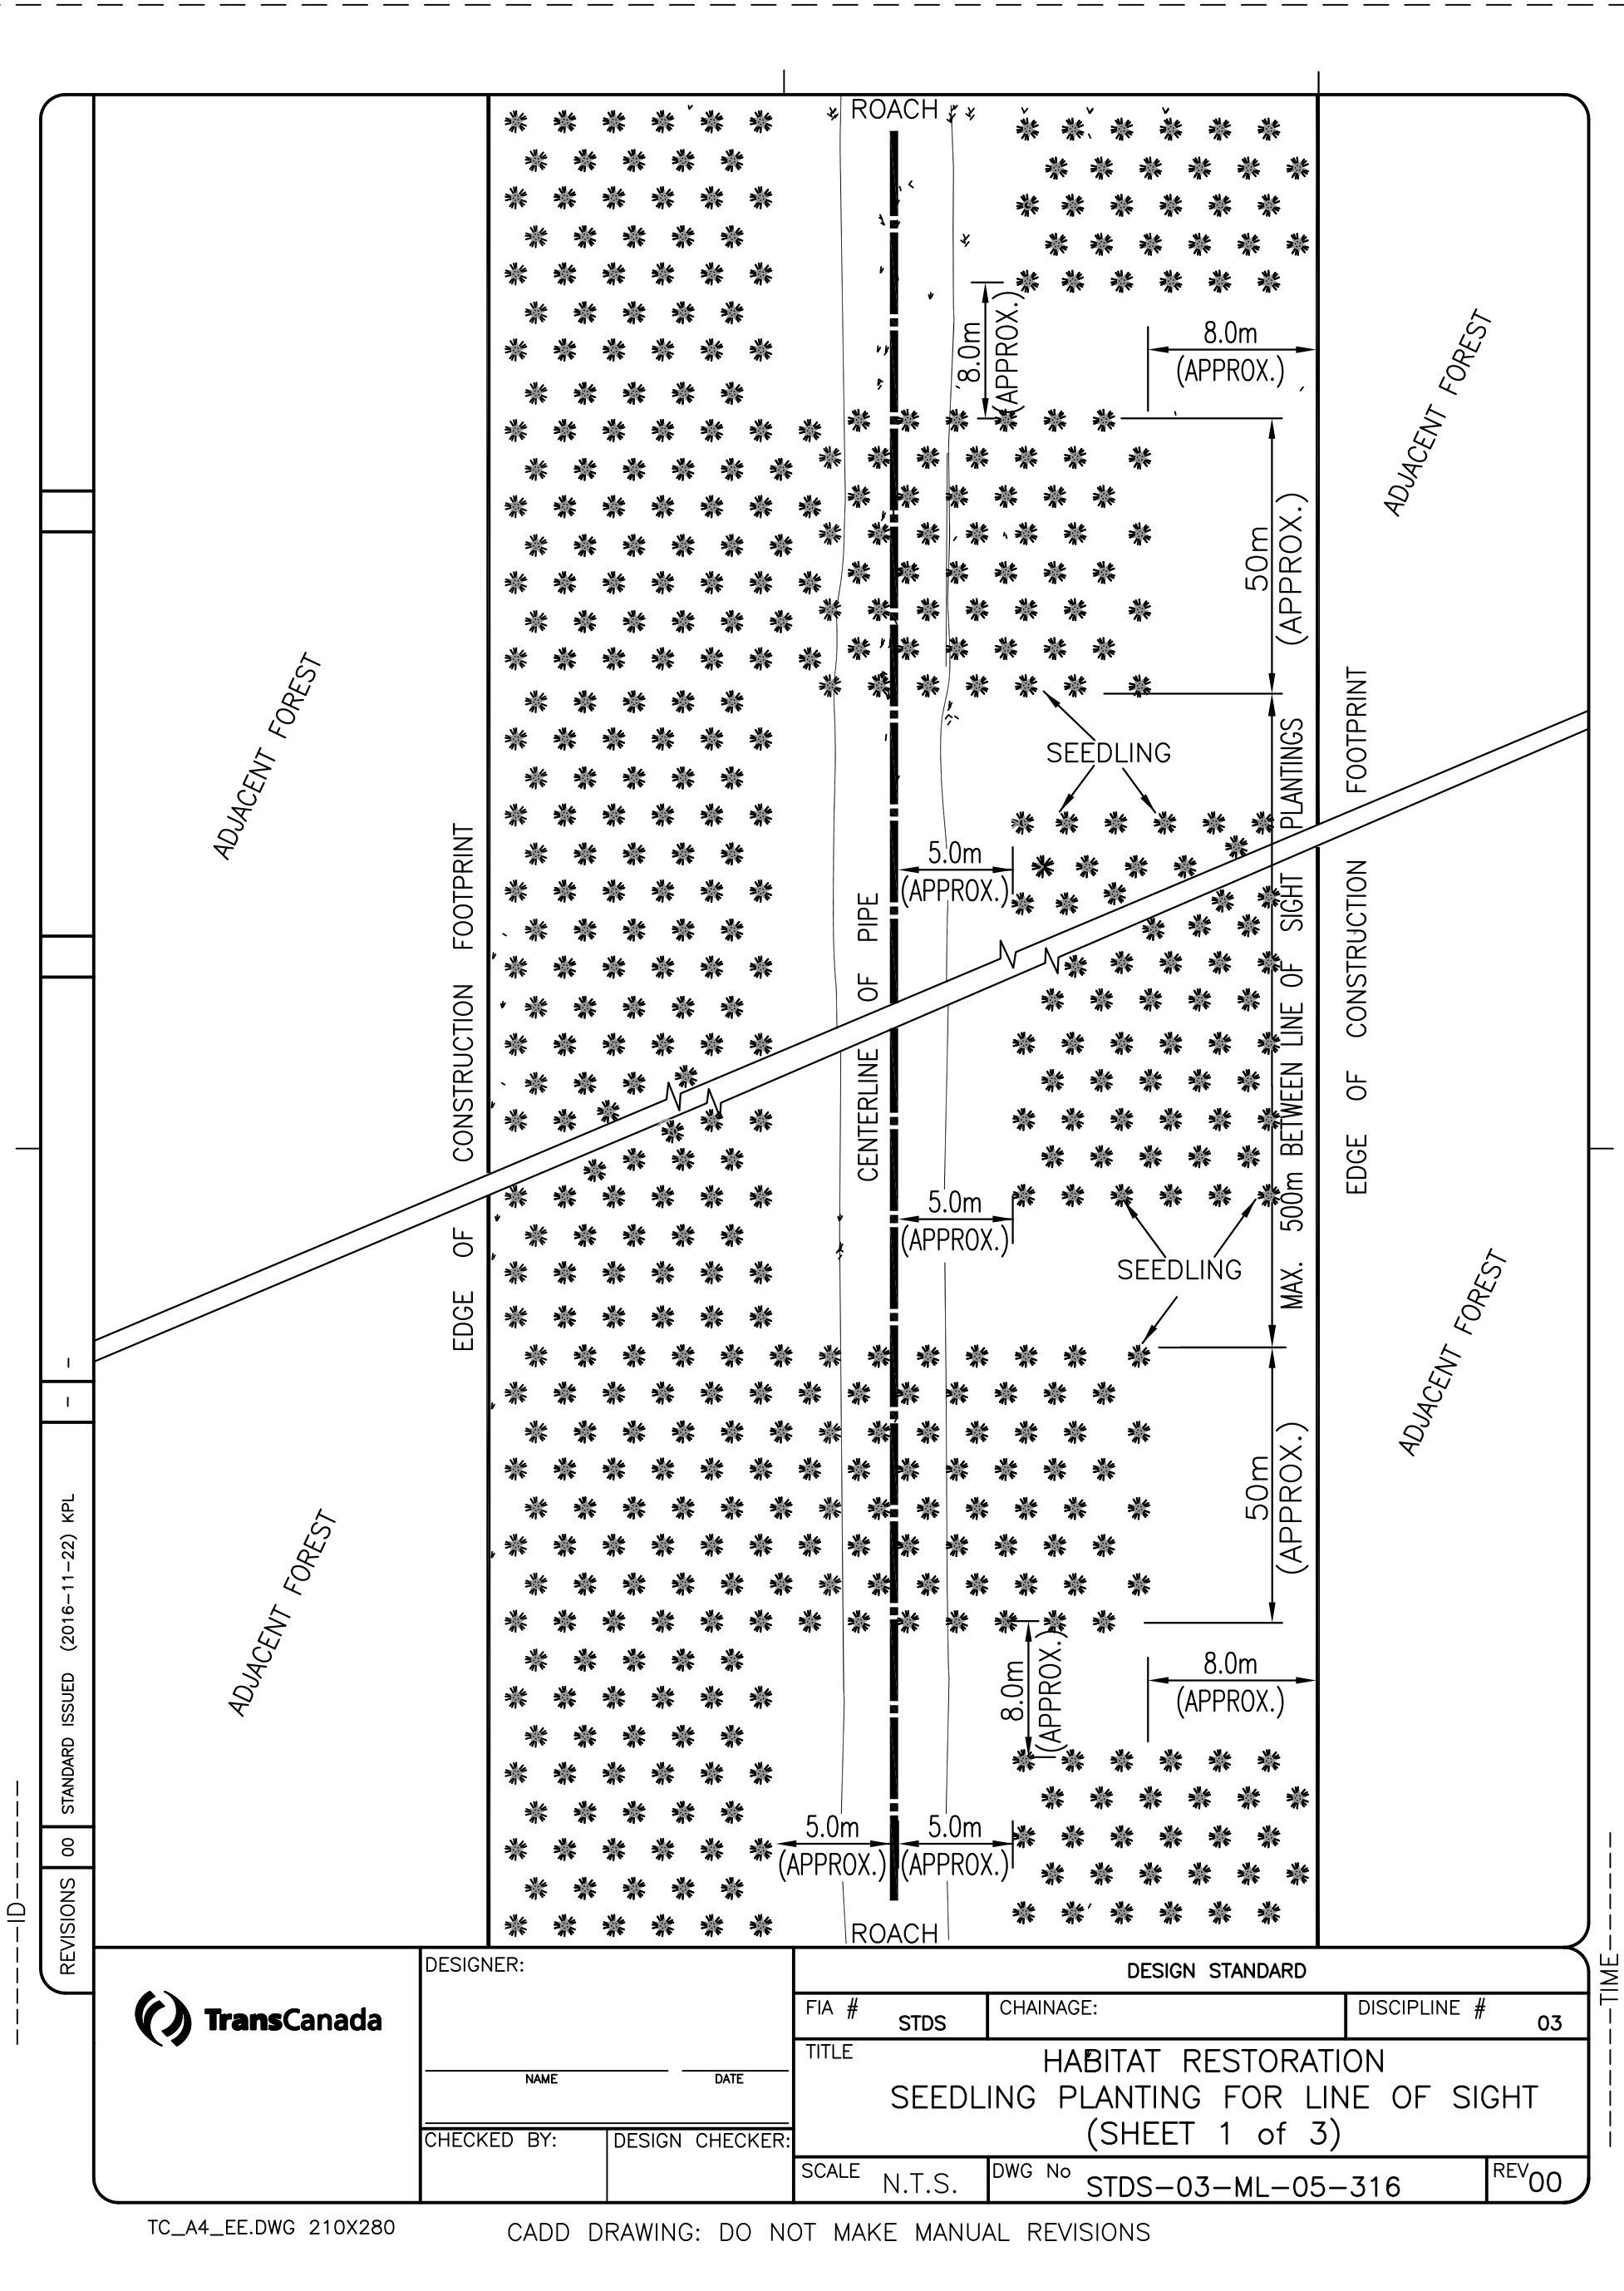 ROACH
8.0m
(APPROX.)
8.0m
(APPROX.)
ADJACENT FOREST
50m
(APPROX.)
ADJACENT FOREST
SEEDLING
MAX. 500m BETWEEN LINE OF SIGHT PLANTINGS
EDGE OF CONSTRUCTION FOOTPRINT
EDGE OF CONSTRUCTION FOOTPRINT
5.0m
(APPROX.)
CENTERLINE OF PIPE
5.0m
(APPROX.)
SEEDLING
ADJACENT FOREST
50m
(APPROX.)
ADJACENT FOREST
8.0m
(APPROX.)
8.0m
(APPROX.)
5.0m
(APPROX.)
5.0m
(APPROX.)
ROACH
- -
- -
REVISIONS 00 STANDARD ISSUED (2016-11-22) KPL
ID
TIME
TransCanada
DESIGNER:
NAME
DATE
CHECKED BY:
DESIGN CHECKER:
DESIGN STANDARD
FIA # STDS
CHAINAGE:
DISCIPLINE # 03
TITLE
HABITAT RESTORATION
SEEDLING PLANTING FOR LINE OF SIGHT
(SHEET 1 of 3)
SCALE N.T.S.
DWG No STDS-03-ML-05-316
REV 00
TC_A4_EE.DWG 210X280
CADD DRAWING: DO NOT MAKE MANUAL REVISIONS